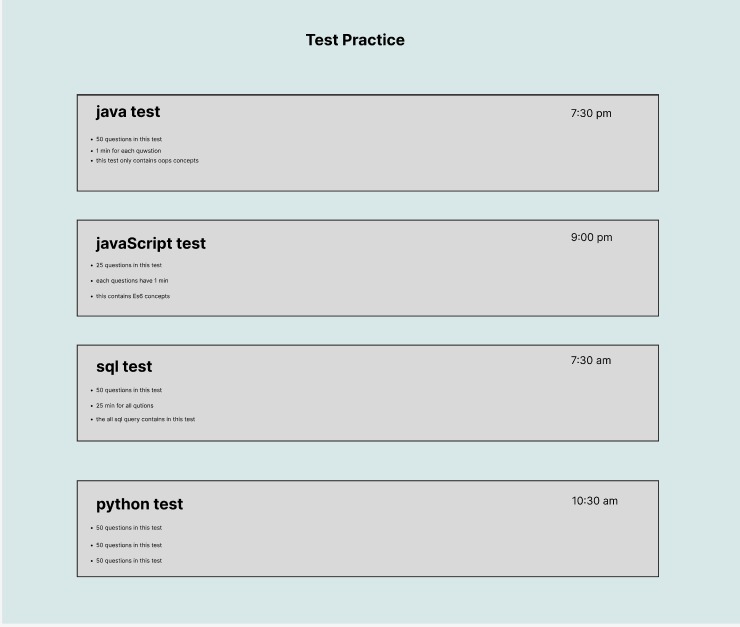 Test Practice
java test
7:30 pm
• 50 questions in this test
• 1 min for each quwstion
• this test only contains oops concepts
javaScript test
9:00 pm
• 25 questions in this test
• each questions have 1 min
• this contains Es6 concepts
sql test
7:30 am
• 50 questions in this test
• 25 min for all qutions
• the all sql query contains in this test
python test
10:30 am
• 50 questions in this test
• 50 questions in this test
• 50 questions in this test